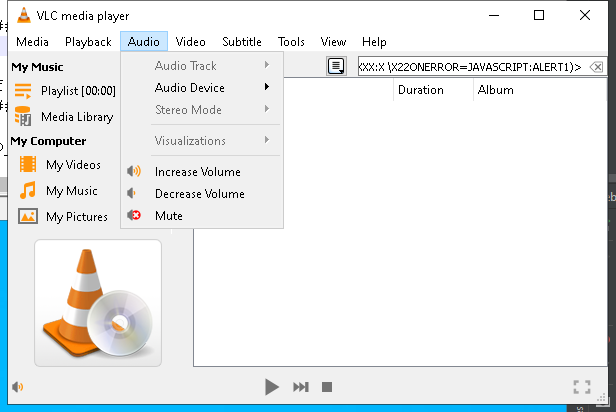 VLC media player
Media Playback Audio Video Subtitle Tools View Help
My Music
Playlist [00:00]
Media Library
My Computer
My Videos
My Music
My Pictures
Audio Track
Audio Device
Stereo Mode
Visualizations
Increase Volume
Decrease Volume
Mute
XX:X \X22ONERROR=JAVASCRIPT:ALERT1)>
Duration Album